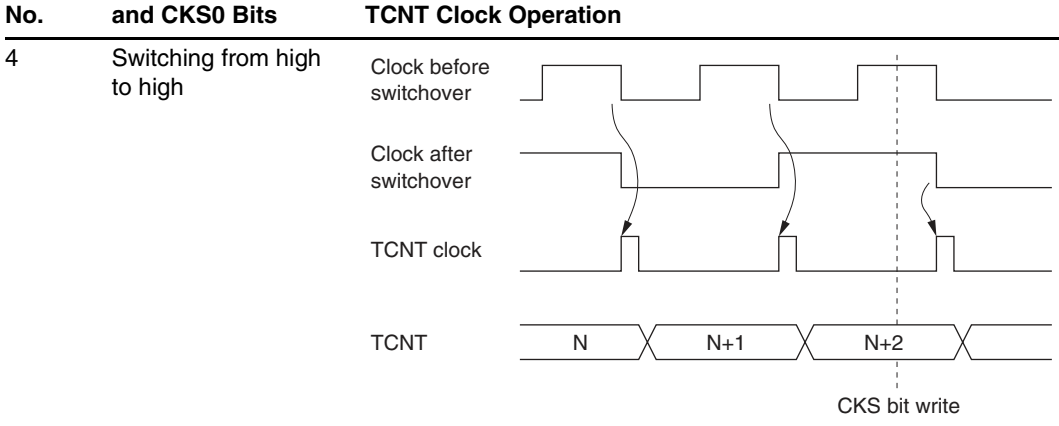 No. and CKS0 Bits TCNT Clock Operation
4 Switching from high
to high
Clock before
switchover
Clock after
switchover
TCNT clock
TCNT N N+1 N+2
CKS bit write